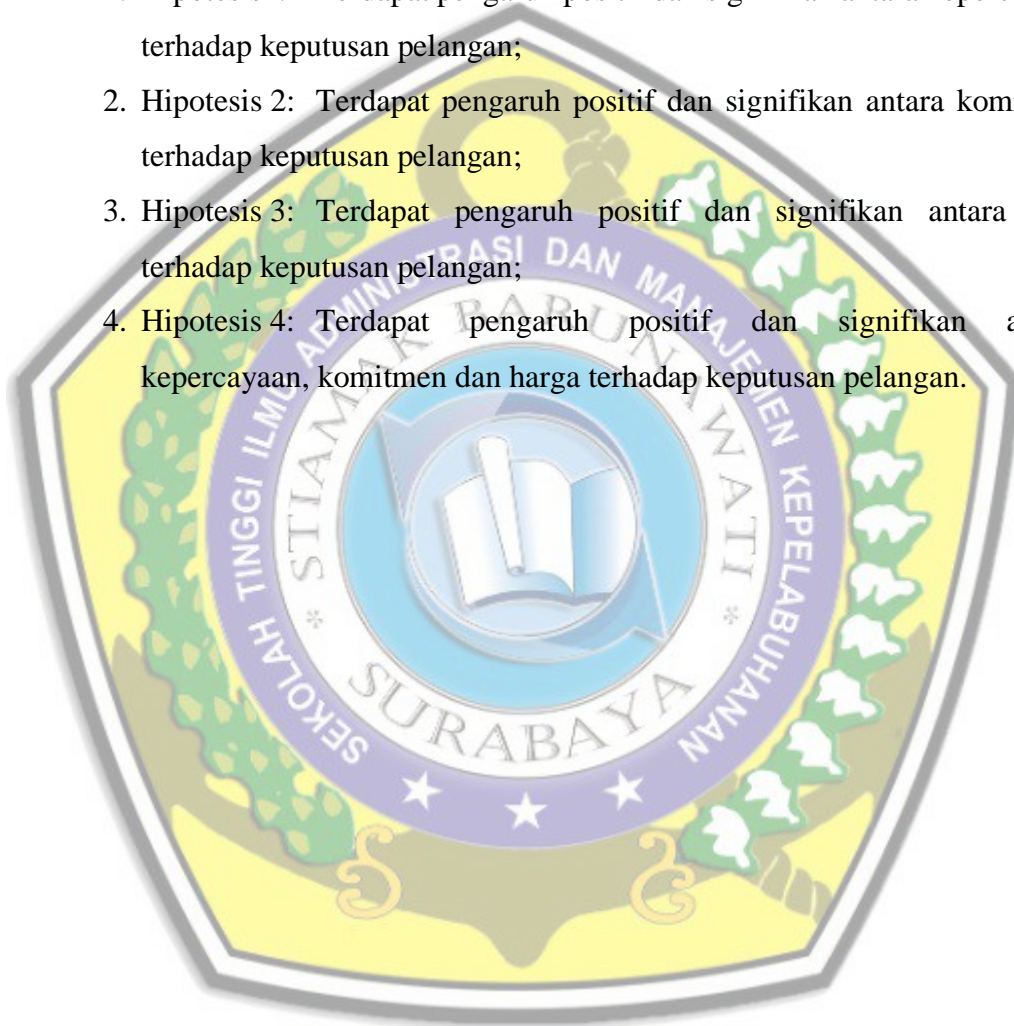 terhadap keputusan pelangan;
2. Hipotesis 2: Terdapat pengaruh positif dan signifikan antara
terhadap keputusan pelangan;
3. Hipotesis 3: Terdapat pengaruh positif dan signifikan antara
terhadap keputusan pelangan;
4. Hipotesis 4: Terdapat pengaruh positif dan signifikan
kepercayaan, komitmen dan harga terhadap keputusan pelangan.
SEKOLAH TINGGI ILMU ADMINISTRASI DAN MANAJEMEN KEPELABUHANAN
STIAMAK BARUNAWATI
* SURABAYA *